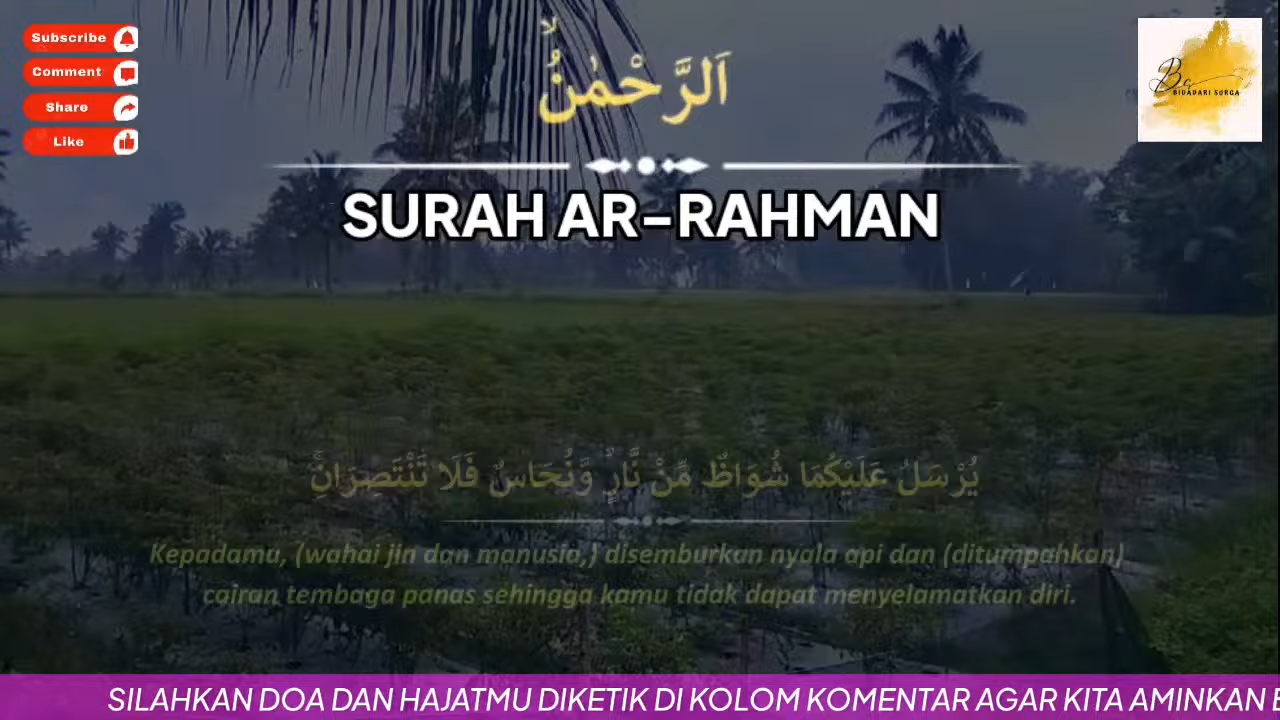 Subscribe
Comment
Share
Like
اَلرَّحْمٰنُۙ
SURAH AR-RAHMAN
BIDADARI SURGA
يُرْسَلُ عَلَيْكُمَا شُوَاظٌ مِّنْ نَّارٍ وَّنُحَاسٌ فَلَا تَنْتَصِرَانِۚ
Kepadamu, (wahai jin dan manusia,) disemburkan nyala api dan (ditumpahkan)
cairan tembaga panas sehingga kamu tidak dapat menyelamatkan diri.
SILAHKAN DOA DAN HAJATMU DIKETIK DI KOLOM KOMENTAR AGAR KITA AMINKAN